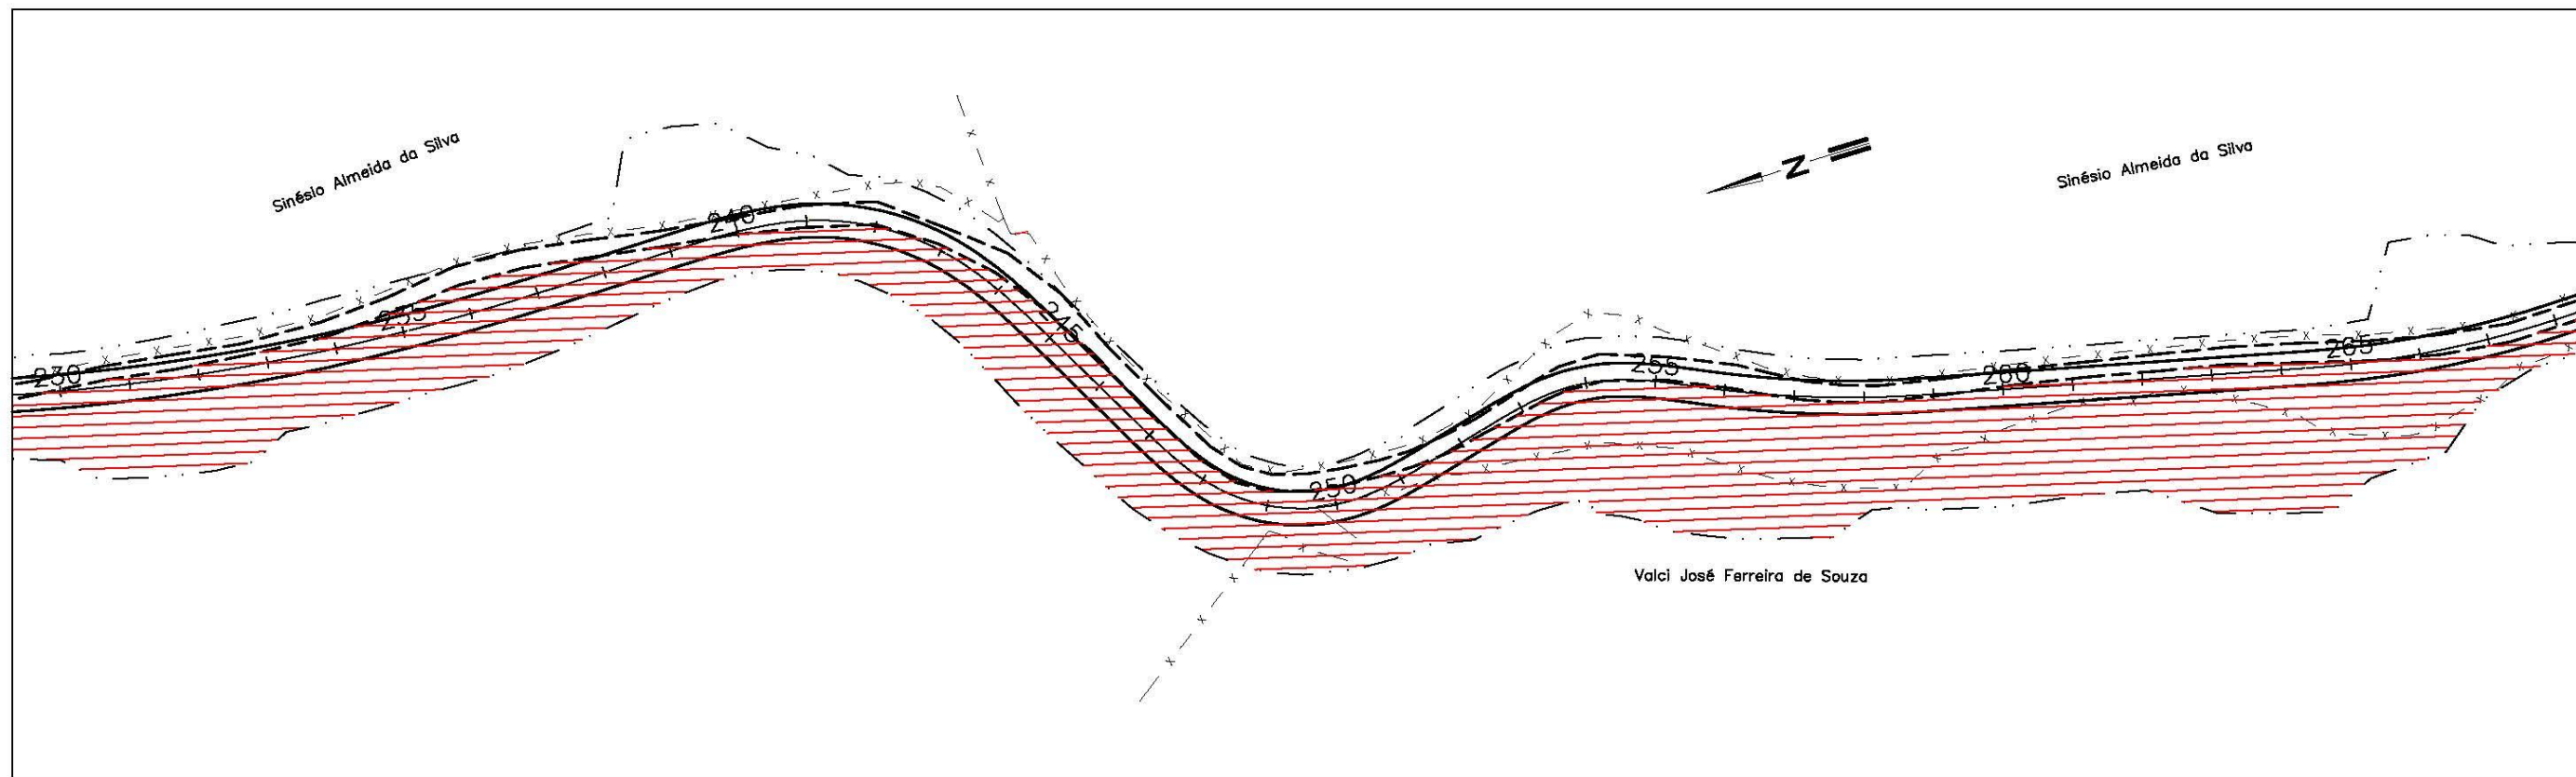 Sinésio Almeida da Silva
Sinésio Almeida da Silva
N
230
235
240
245
250
255
260
265
Valci José Ferreira de Souza